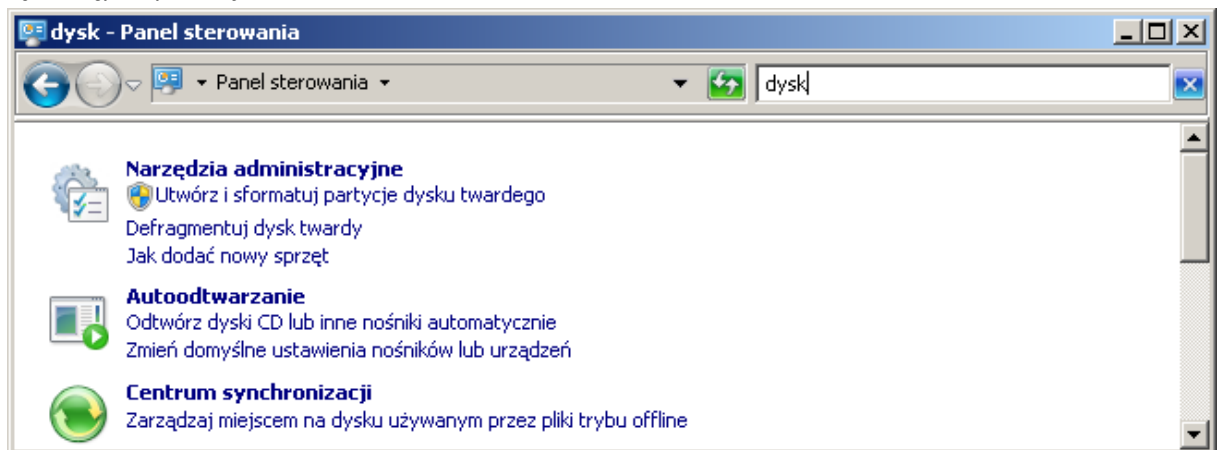 dysk - Panel sterowania
Panel sterowania
dysk
Narzędzia administracyjne
Utwórz i sformatuj partycje dysku twardego
Defragmentuj dysk twardy
Jak dodać nowy sprzęt
Autoodtwarzanie
Odtwórz dyski CD lub inne nośniki automatycznie
Zmień domyślne ustawienia nośników lub urządzeń
Centrum synchronizacji
Zarządzaj miejscem na dysku używanym przez pliki trybu offline